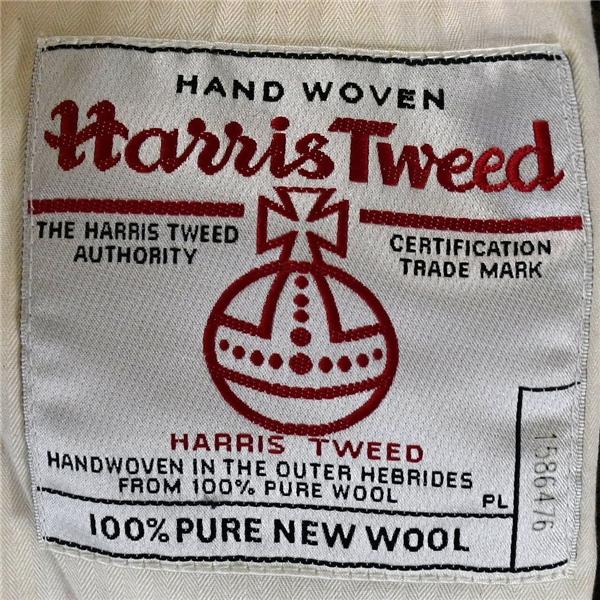 HAND WOVEN
Harris Tweed
THE HARRIS TWEED
AUTHORITY
CERTIFICATION
TRADE MARK
HARRIS TWEED
HANDWOVEN IN THE OUTER HEBRIDES
FROM 100% PURE WOOL
PL
1586476
100% PURE NEW WOOL